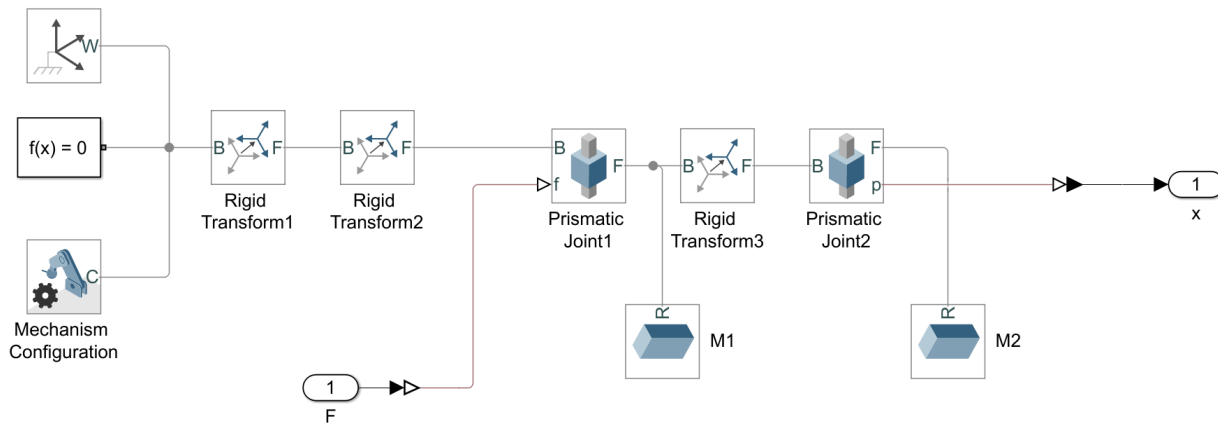 W
f(x) = 0
B
F
Rigid
Transform1
B
F
Rigid
Transform2
B
f
F
Prismatic
Joint1
B
F
Rigid
Transform3
B
F
p
Prismatic
Joint2
1
x
C
Mechanism
Configuration
R
M1
R
M2
1
F